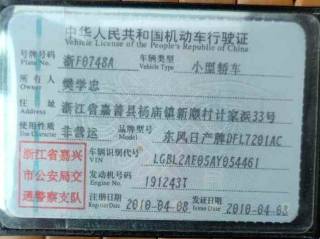 中华人民共和国机动车行驶证
Vehicle License of the People's Republic of China
号牌号码 浙F0748A 车辆类型 小型轿车
Plate No. Vehicle Type
所有人 樊学忠
Owner
住址 浙江省嘉善县杨庙镇新廊村计家浜33号
Address
使用性质 非营运 品牌型号 东风日产牌DFL7201AC
Use Character Model
浙江省嘉兴
市公安局交
通警察支队
车辆识别代号 LGBL2AE05AY054461
VIN
发动机号码 191243T
Engine No.
注册日期 2010-04-08 发证日期 2010-04-08
Register Date Issue Date